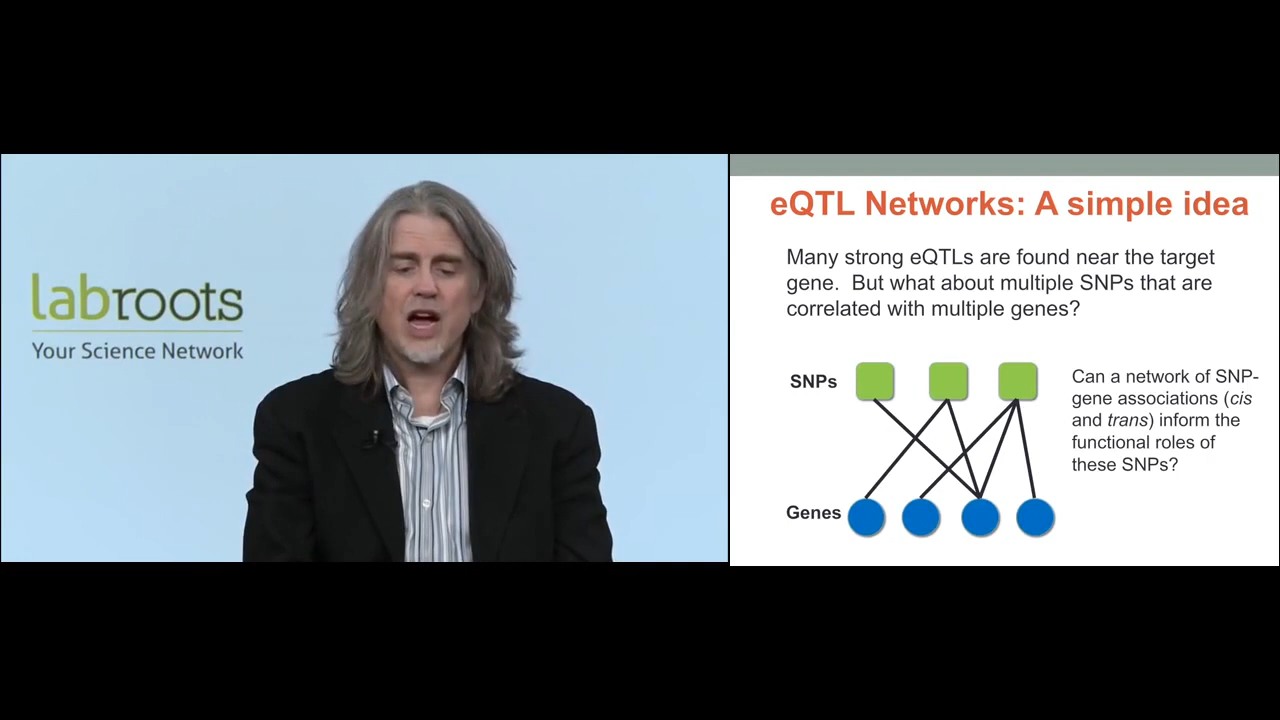 labroots
Your Science Network
eQTL Networks: A simple idea
Many strong eQTLs are found near the target
gene. But what about multiple SNPs that are
correlated with multiple genes?
SNPs
Can a network of SNP-
gene associations (cis
and trans) inform the
functional roles of
these SNPs?
Genes